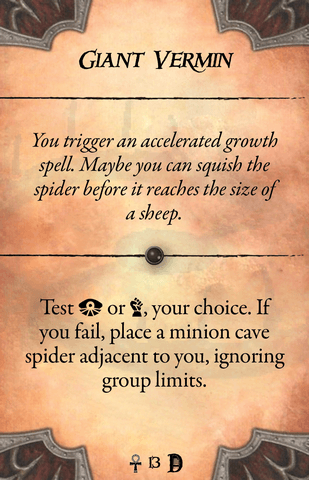 Giant Vermin
You trigger an accelerated growth
spell. Maybe you can squish the
spider before it reaches the size of
a sheep.
Test or , your choice. If
you fail, place a minion cave
spider adjacent to you, ignoring
group limits.
13 D